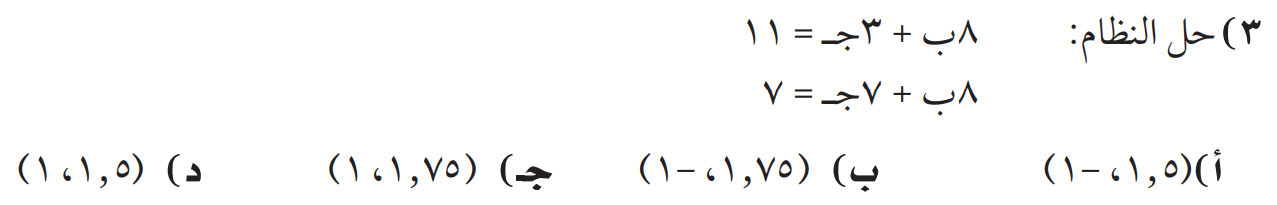 ٣) حل النظام: ٨ب + ٣جـ = ١١
٨ب + ٧جـ = ٧
أ) (١,٥، –١) ب) (١,٧٥، –١) جـ) (١,٧٥، ١) د) (١,٥، ١)